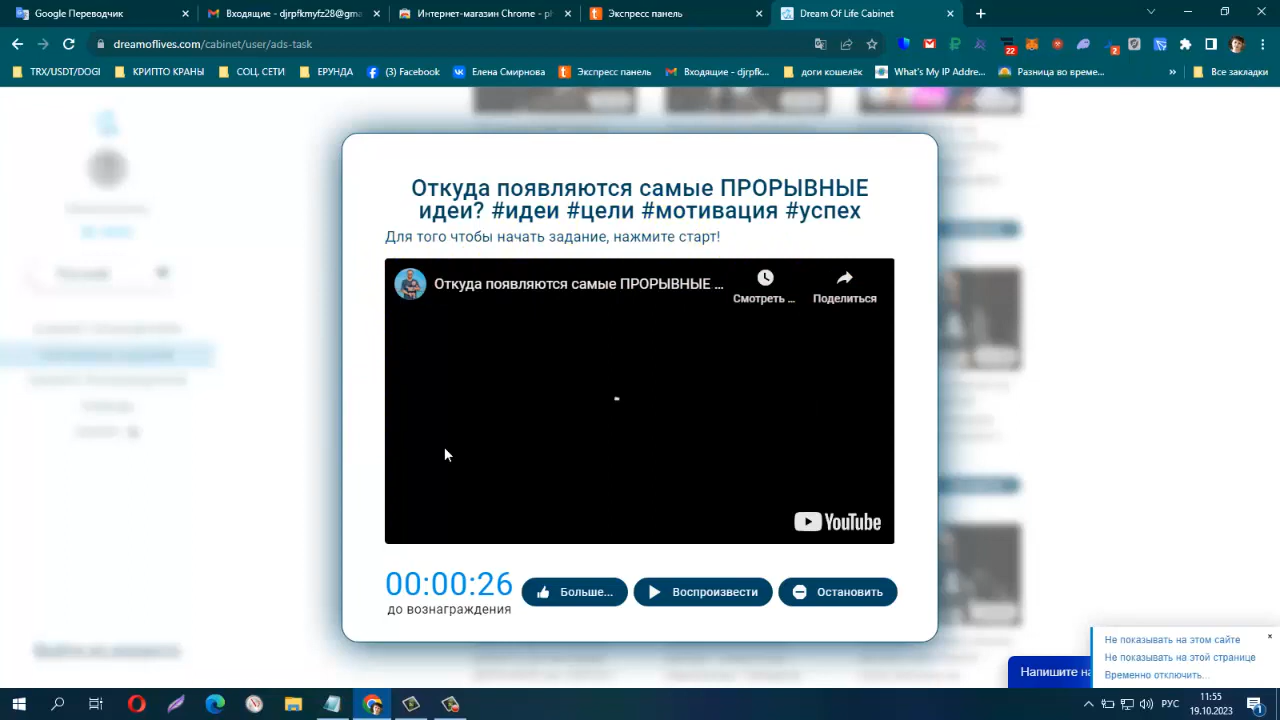 Google Переводчик
Входящие - djrpfkmyfz28@gma
Интернет-магазин Chrome - pl
Экспресс панель
Dream Of Life Cabinet
dreamoflives.com/cabinet/user/ads-task
22
2
TRX/USDT/DOGI
КРИПТО КРАНЫ
СОЦ. СЕТИ
ЕРУНДА
(3) Facebook
Елена Смирнова
Экспресс панель
Входящие - djrpfk...
доги кошелёк
What's My IP Addre...
Разница во време...
»
Все закладки
Откуда появляются самые ПРОРЫВНЫЕ
идеи? #идеи #цели #мотивация #успех
Для того чтобы начать задание, нажмите старт!
Откуда появляются самые ПРОРЫВНЫЕ ...
Смотреть ...
Поделиться
YouTube
00:00:26
до вознаграждения
Больше...
Воспроизвести
Остановить
Не показывать на этом сайте
Не показывать на этой странице
Временно отключить...
Напишите на
РУС
11:55
19.10.2023
1